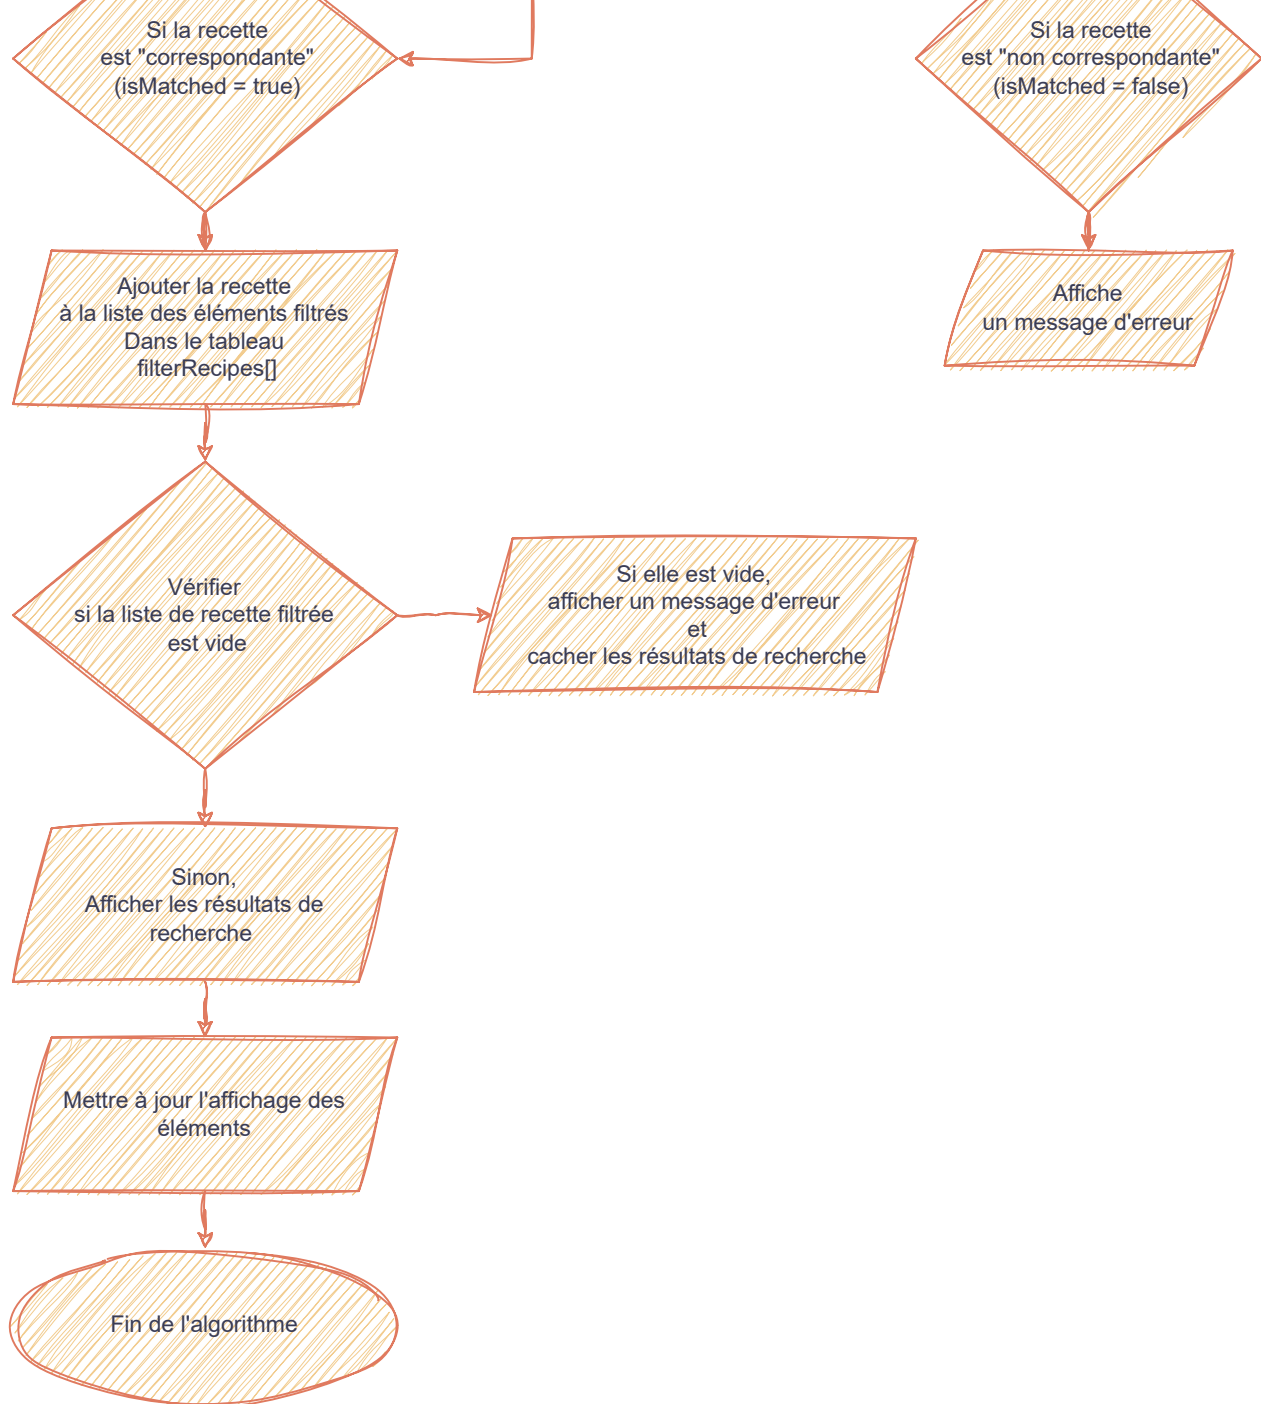 Si la recette
est "correspondante"
(isMatched = true)
Si la recette
est "non correspondante"
(isMatched = false)
Ajouter la recette
à la liste des éléments filtrés
Dans le tableau
filterRecipes[]
Affiche
un message d'erreur
Vérifier
si la liste de recette filtrée
est vide
Si elle est vide,
afficher un message d'erreur
et
cacher les résultats de recherche
Sinon,
Afficher les résultats de
recherche
Mettre à jour l'affichage des
éléments
Fin de l'algorithme